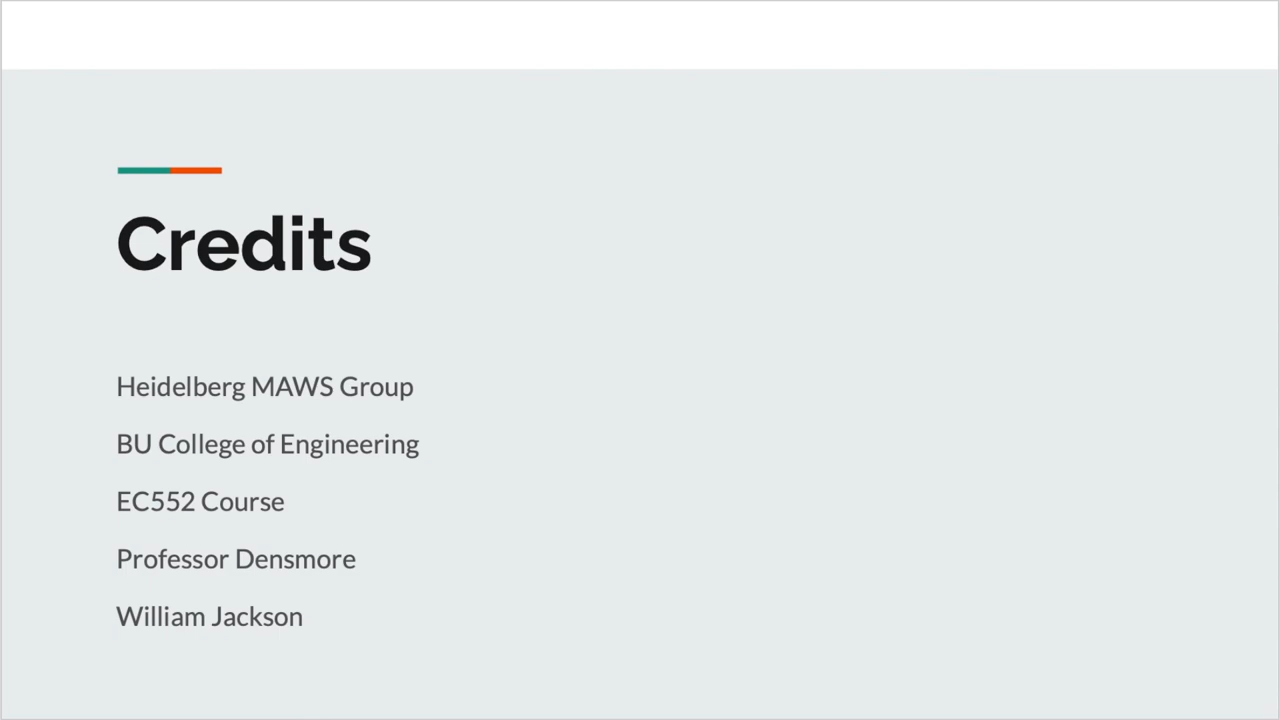 Credits
Heidelberg MAWS Group
BU College of Engineering
EC552 Course
Professor Densmore
William Jackson